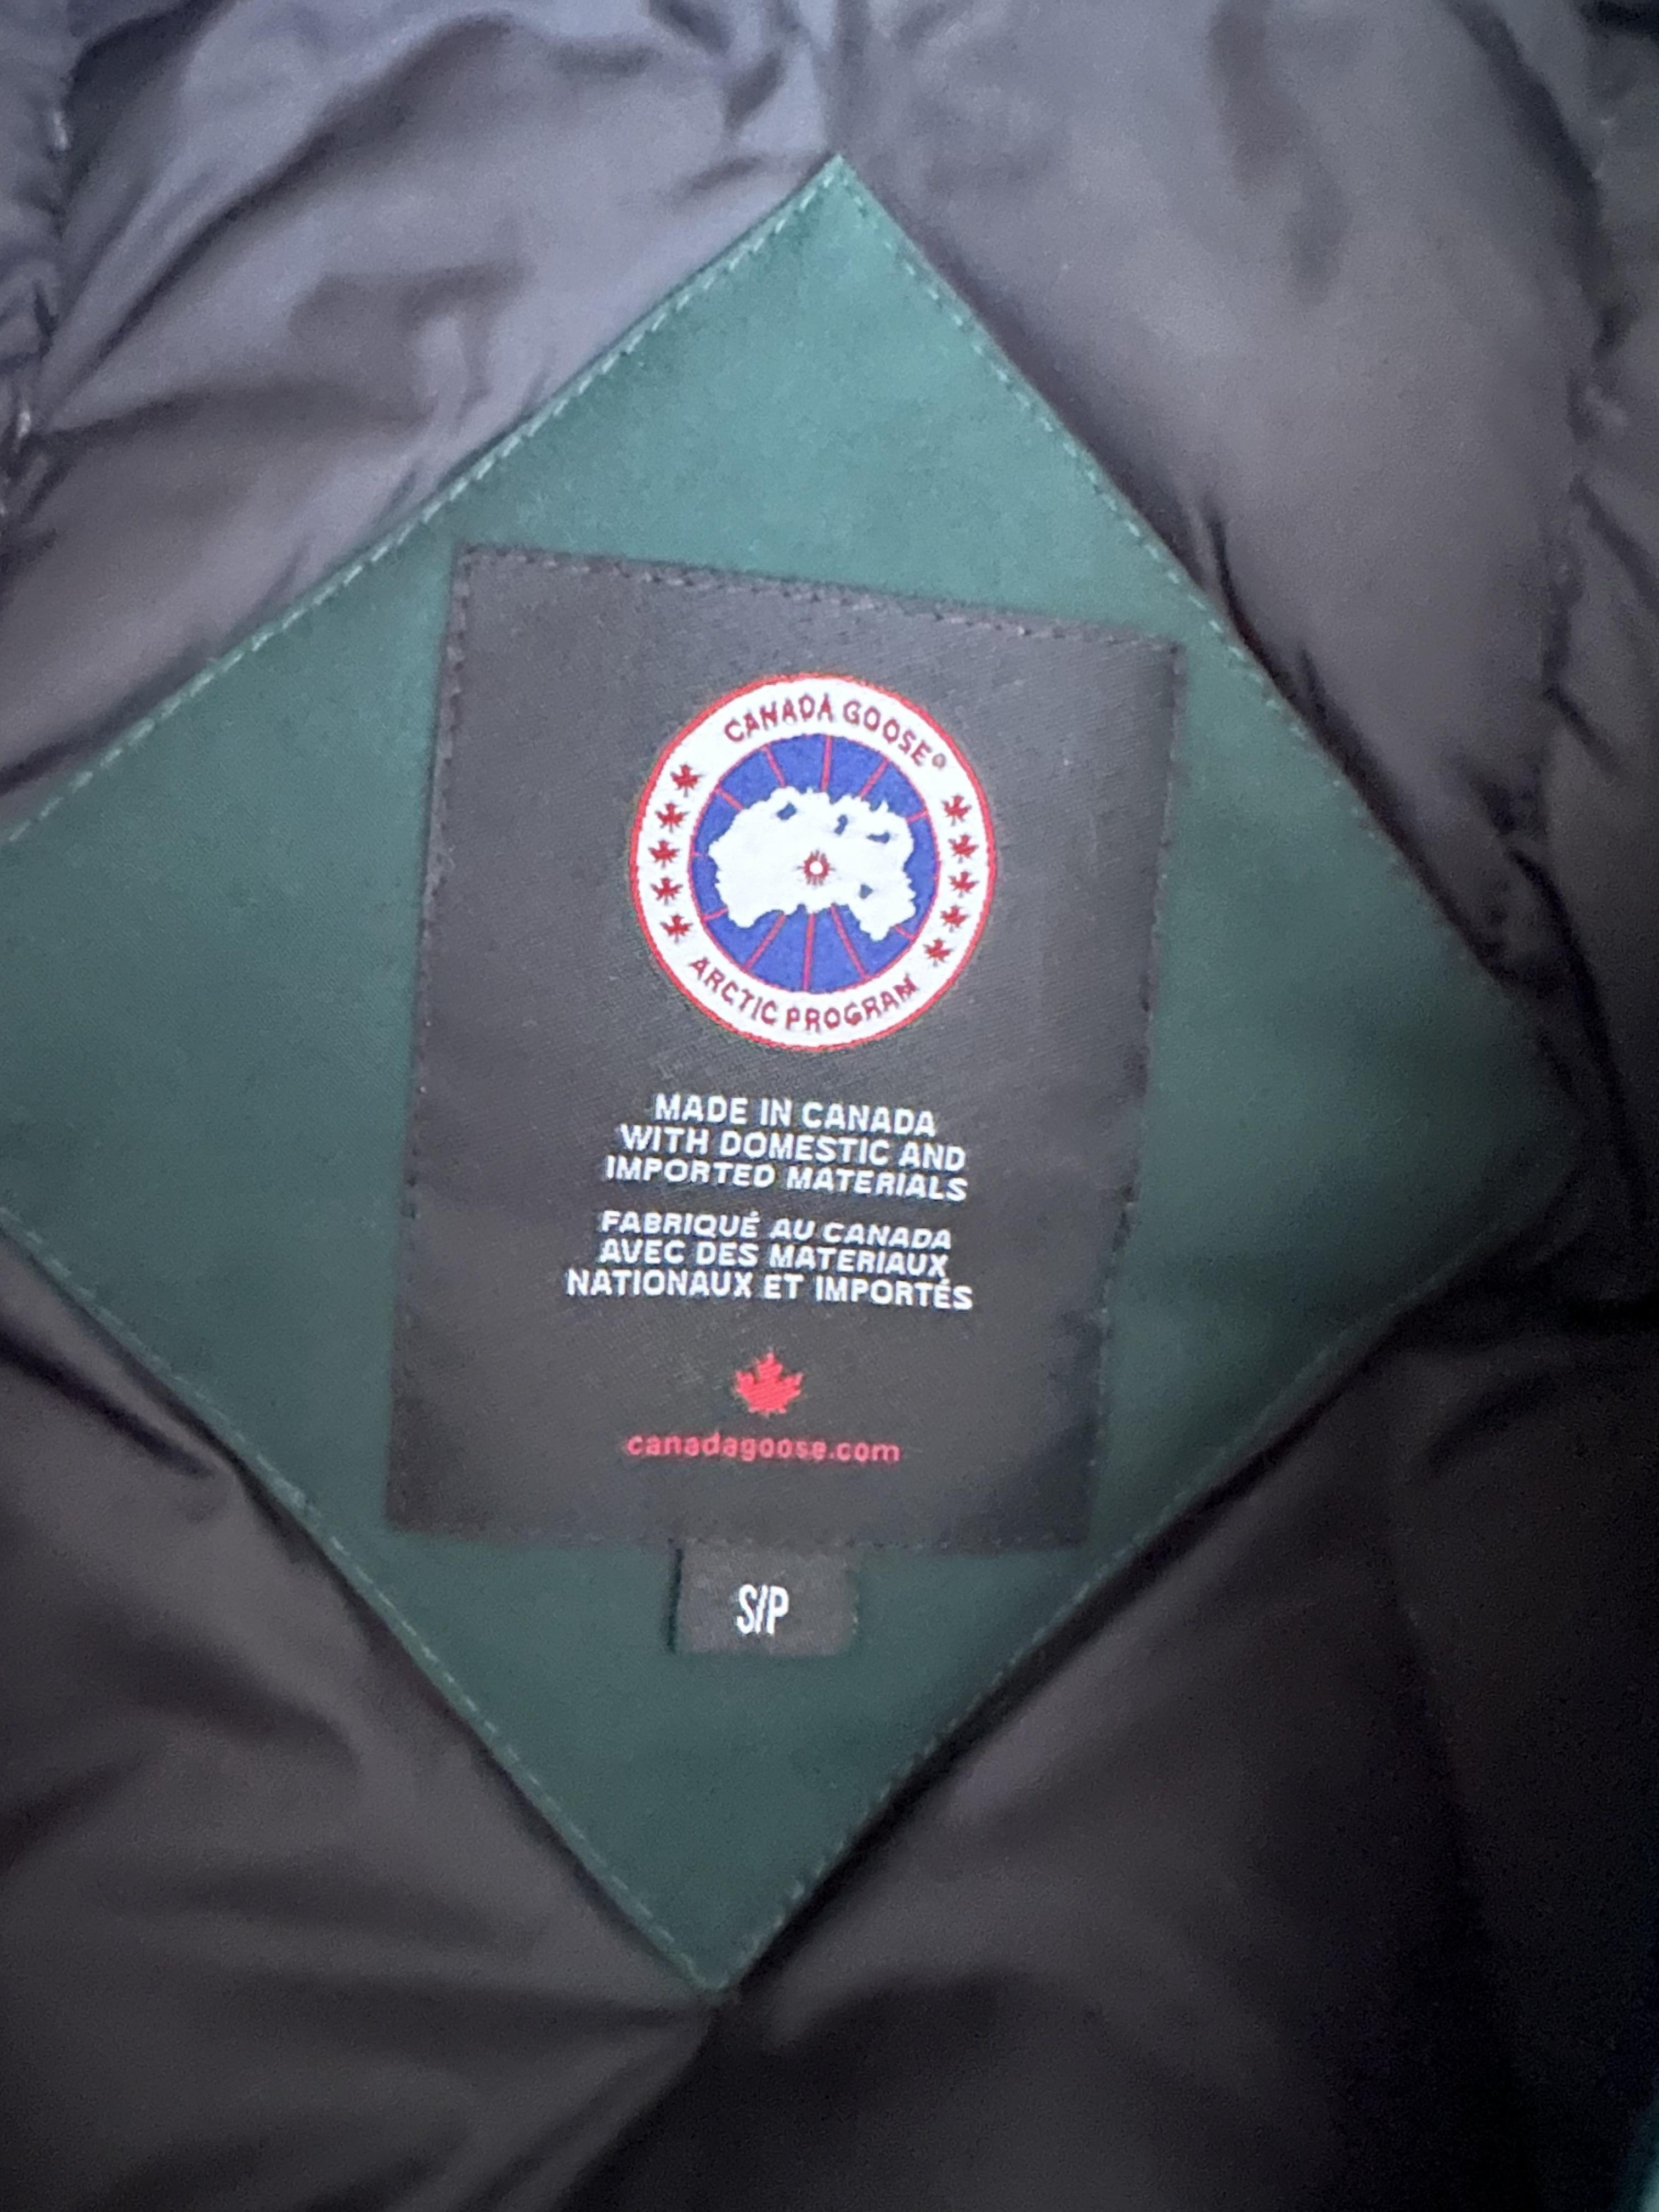 CANADA GOOSE®
ARCTIC PROGRAM
MADE IN CANADA
WITH DOMESTIC AND
IMPORTED MATERIALS
FABRIQUÉ AU CANADA
AVEC DES MATERIAUX
NATIONAUX ET IMPORTÉS
canadagoose.com
S/P